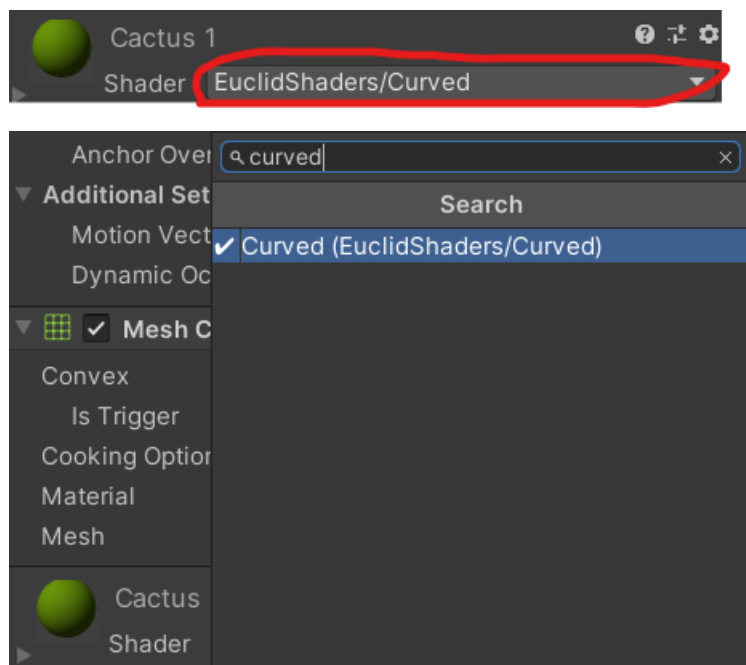 Cactus 1
Shader EuclidShaders/Curved
Anchor Over
curved
Additional Set
Search
Motion Vect
Curved (EuclidShaders/Curved)
Dynamic Oc
Mesh C
Convex
Is Trigger
Cooking Option
Material
Mesh
Cactus
Shader